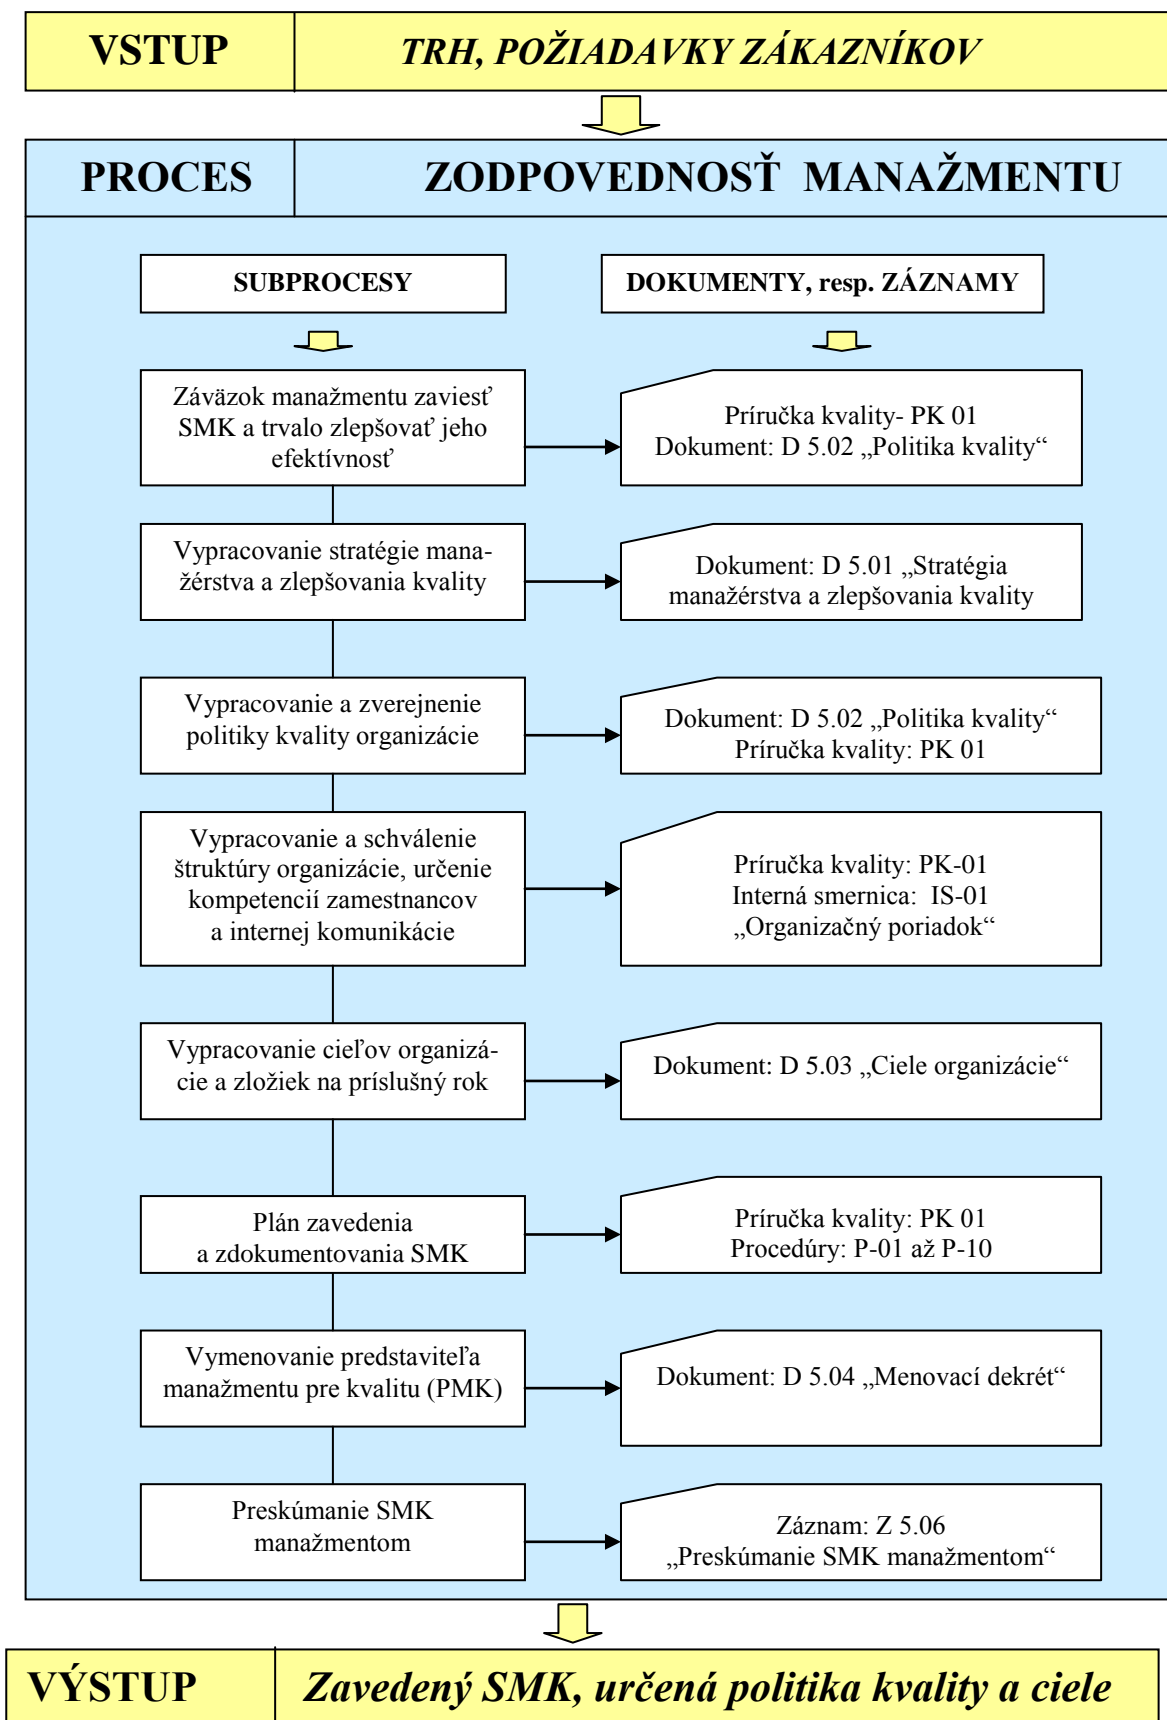 VSTUP TRH, POŽIADAVKY ZÁKAZNÍKOV
PROCES ZODPOVEDNOSŤ MANAŽMENTU
SUBPROCESY
DOKUMENTY, resp. ZÁZNAMY
Záväzok manažmentu zaviesť
SMK a trvalo zlepšovať jeho
efektívnosť
Príručka kvality- PK 01
Dokument: D 5.02 „Politika kvality“
Vypracovanie stratégie mana-
žérstva a zlepšovania kvality
Dokument: D 5.01 „Stratégia
manažérstva a zlepšovania kvality
Vypracovanie a zverejnenie
politiky kvality organizácie
Dokument: D 5.02 „Politika kvality“
Príručka kvality: PK 01
Vypracovanie a schválenie
štruktúry organizácie, určenie
kompetencií zamestnancov
a internej komunikácie
Príručka kvality: PK-01
Interná smernica: IS-01
„Organizačný poriadok“
Vypracovanie cieľov organizá-
cie a zložiek na príslušný rok
Dokument: D 5.03 „Ciele organizácie“
Plán zavedenia
a zdokumentovania SMK
Príručka kvality: PK 01
Procedúry: P-01 až P-10
Vymenovanie predstaviteľa
manažmentu pre kvalitu (PMK)
Dokument: D 5.04 „Menovací dekrét“
Preskúmanie SMK
manažmentom
Záznam: Z 5.06
„Preskúmanie SMK manažmentom“
VÝSTUP Zavedený SMK, určená politika kvality a ciele